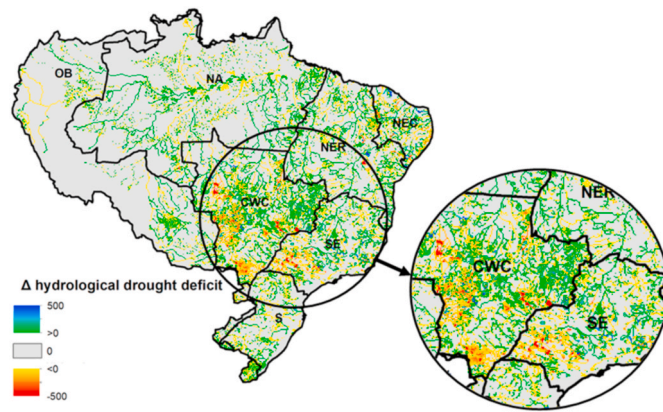 OB
NA
NEC
NER
CWC
SE
S
Δ hydrological drought deficit
500
>0
0
<0
-500
NER
CWC
SE